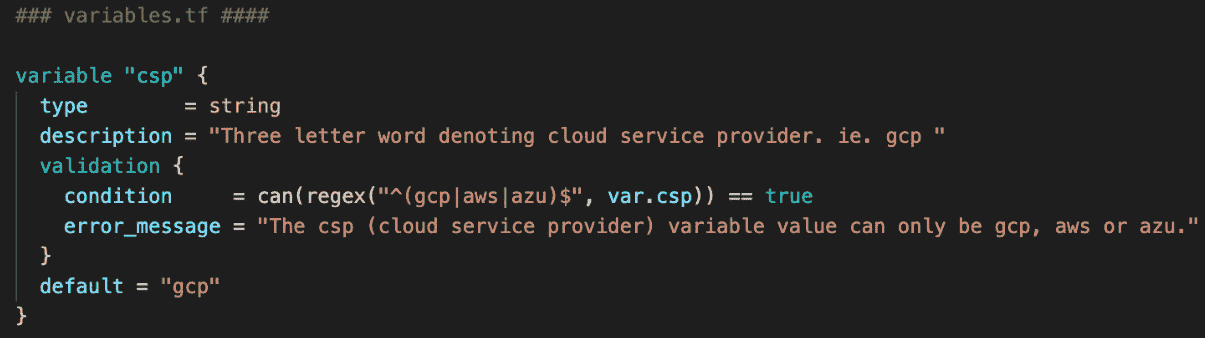 ### variables.tf ####
variable "csp" {
type = string
description = "Three letter word denoting cloud service provider. ie. gcp "
validation {
condition = can(regex("^(gcp|aws|azu)$", var.csp)) == true
error_message = "The csp (cloud service provider) variable value can only be gcp, aws or azu."
}
default = "gcp"
}